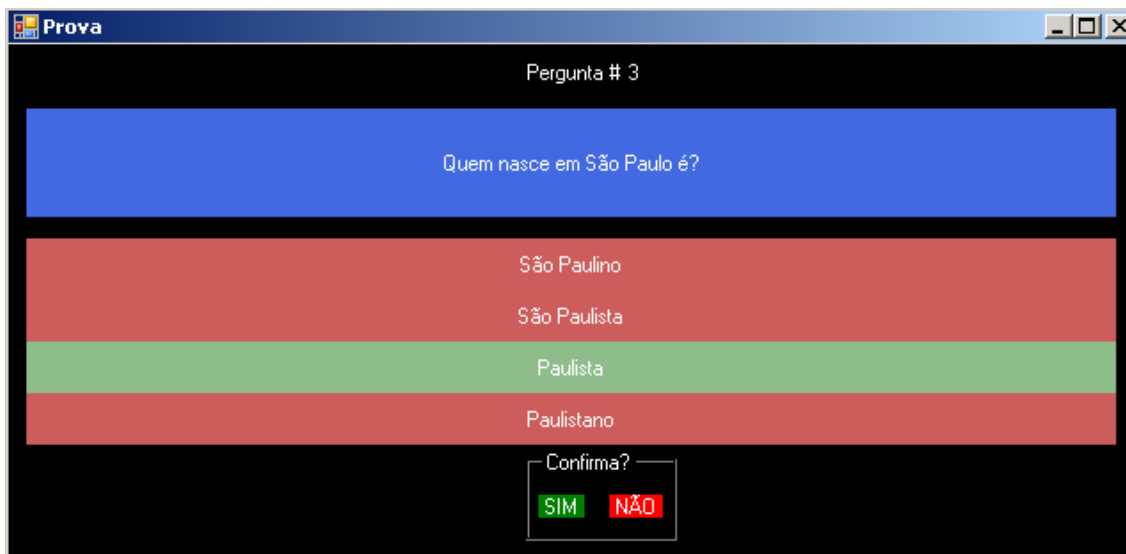 Prova
Pergunta # 3
Quem nasce em São Paulo é?
São Paulino
São Paulista
Paulista
Paulistano
Confirma?
SIM NÃO